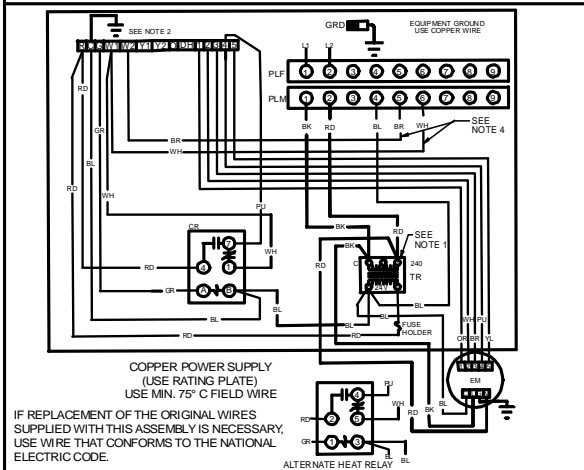 SEE NOTE 2
GRD
EQUIPMENT GROUND
USE COPPER WIRE
L1 L2
R C G W1 W2 Y1 Y2 O DH 1 2 3 4 5
PLF 1 2 3 4 5 6 7 8 9
PLM 1 2 3 4 5 6 7 8 9
RD
BK RD BL BR WH
SEE
NOTE 4
GR
BR
WH
BL
RD
WH
PU
CR
7
WH
4 1
RD
A B
GR
BL
BL
RD
BK
BK
RD
RD
SEE
NOTE 1
C 240
TR
24V
BL
BL
BL
RD
FUSE
HOLDER
WH PU
OR BR YL
EM
COPPER POWER SUPPLY
(USE RATING PLATE)
USE MIN. 75° C FIELD WIRE
IF REPLACEMENT OF THE ORIGINAL WIRES
SUPPLIED WITH THIS ASSEMBLY IS NECESSARY,
USE WIRE THAT CONFORMS TO THE NATIONAL
ELECTRIC CODE.
PU
4
WH
RD 2 5
GR 1 3
BL BL
RD BK BL
ALTERNATE HEAT RELAY